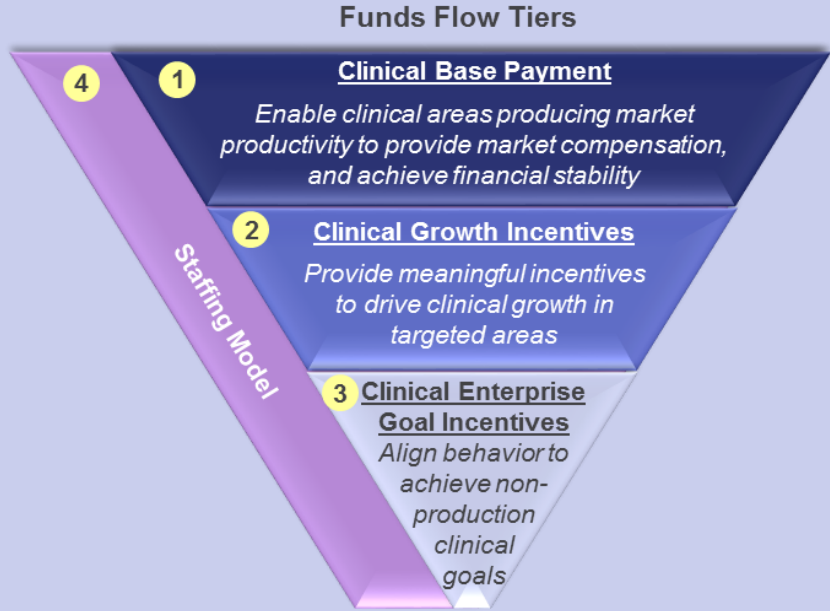 Funds Flow Tiers
4
1
Clinical Base Payment
Enable clinical areas producing market
productivity to provide market compensation,
and achieve financial stability
2
Clinical Growth Incentives
Provide meaningful incentives
to drive clinical growth in
targeted areas
Staffing Model
3
Clinical Enterprise
Goal Incentives
Align behavior to
achieve non-
production
clinical
goals